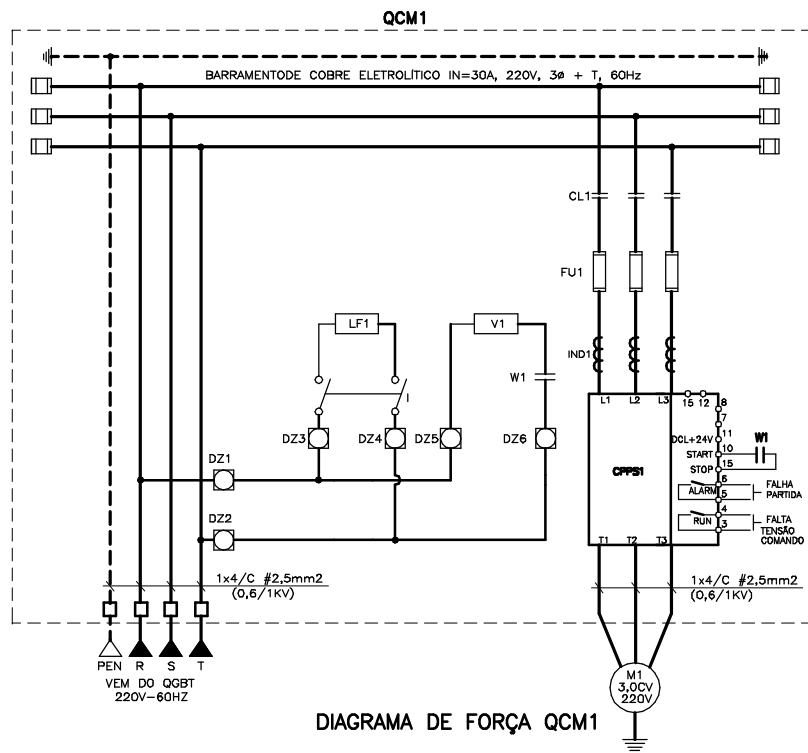 QCM1
BARRAMENTODE COBRE ELETROLÍTICO IN=30A, 220V, 3ø + T, 60Hz
CL1
FU1
LF1
V1
W1
IND1
I
L1 L2 L3
15 12
8
7
DZ3 DZ4 DZ5 DZ6
DCL+24V 11
START 10
W1
STOP 15
CPPS1
DZ1
ALARM 6
5
FALHA
PARTIDA
DZ2
RUN 4
3
FALTA
TENSÃO
COMANDO
T1 T2 T3
1x4/C #2,5mm2
(0,6/1KV)
1x4/C #2,5mm2
(0,6/1KV)
PEN R S T
VEM DO QGBT
220V-60HZ
M1
3,0CV
220V
DIAGRAMA DE FORÇA QCM1